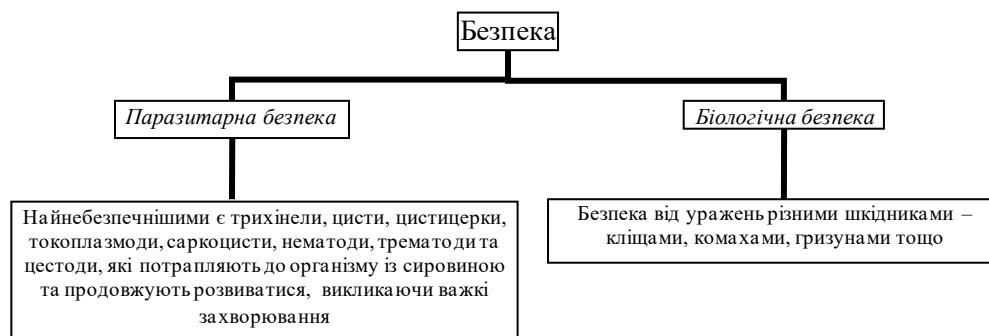 Безпека
Паразитарна безпека
Біологічна безпека
Найнебезпечнішими є трихінели, цисти, цистицерки,
токоплазмоди, саркоцисти, нематоди, трематоди та
цестоди, які потрапляють до організму із сировиною
та продовжують розвиватися, викликаючи важкі
захворювання
Безпека від уражень різними шкідниками –
кліщами, комахами, гризунами тощо